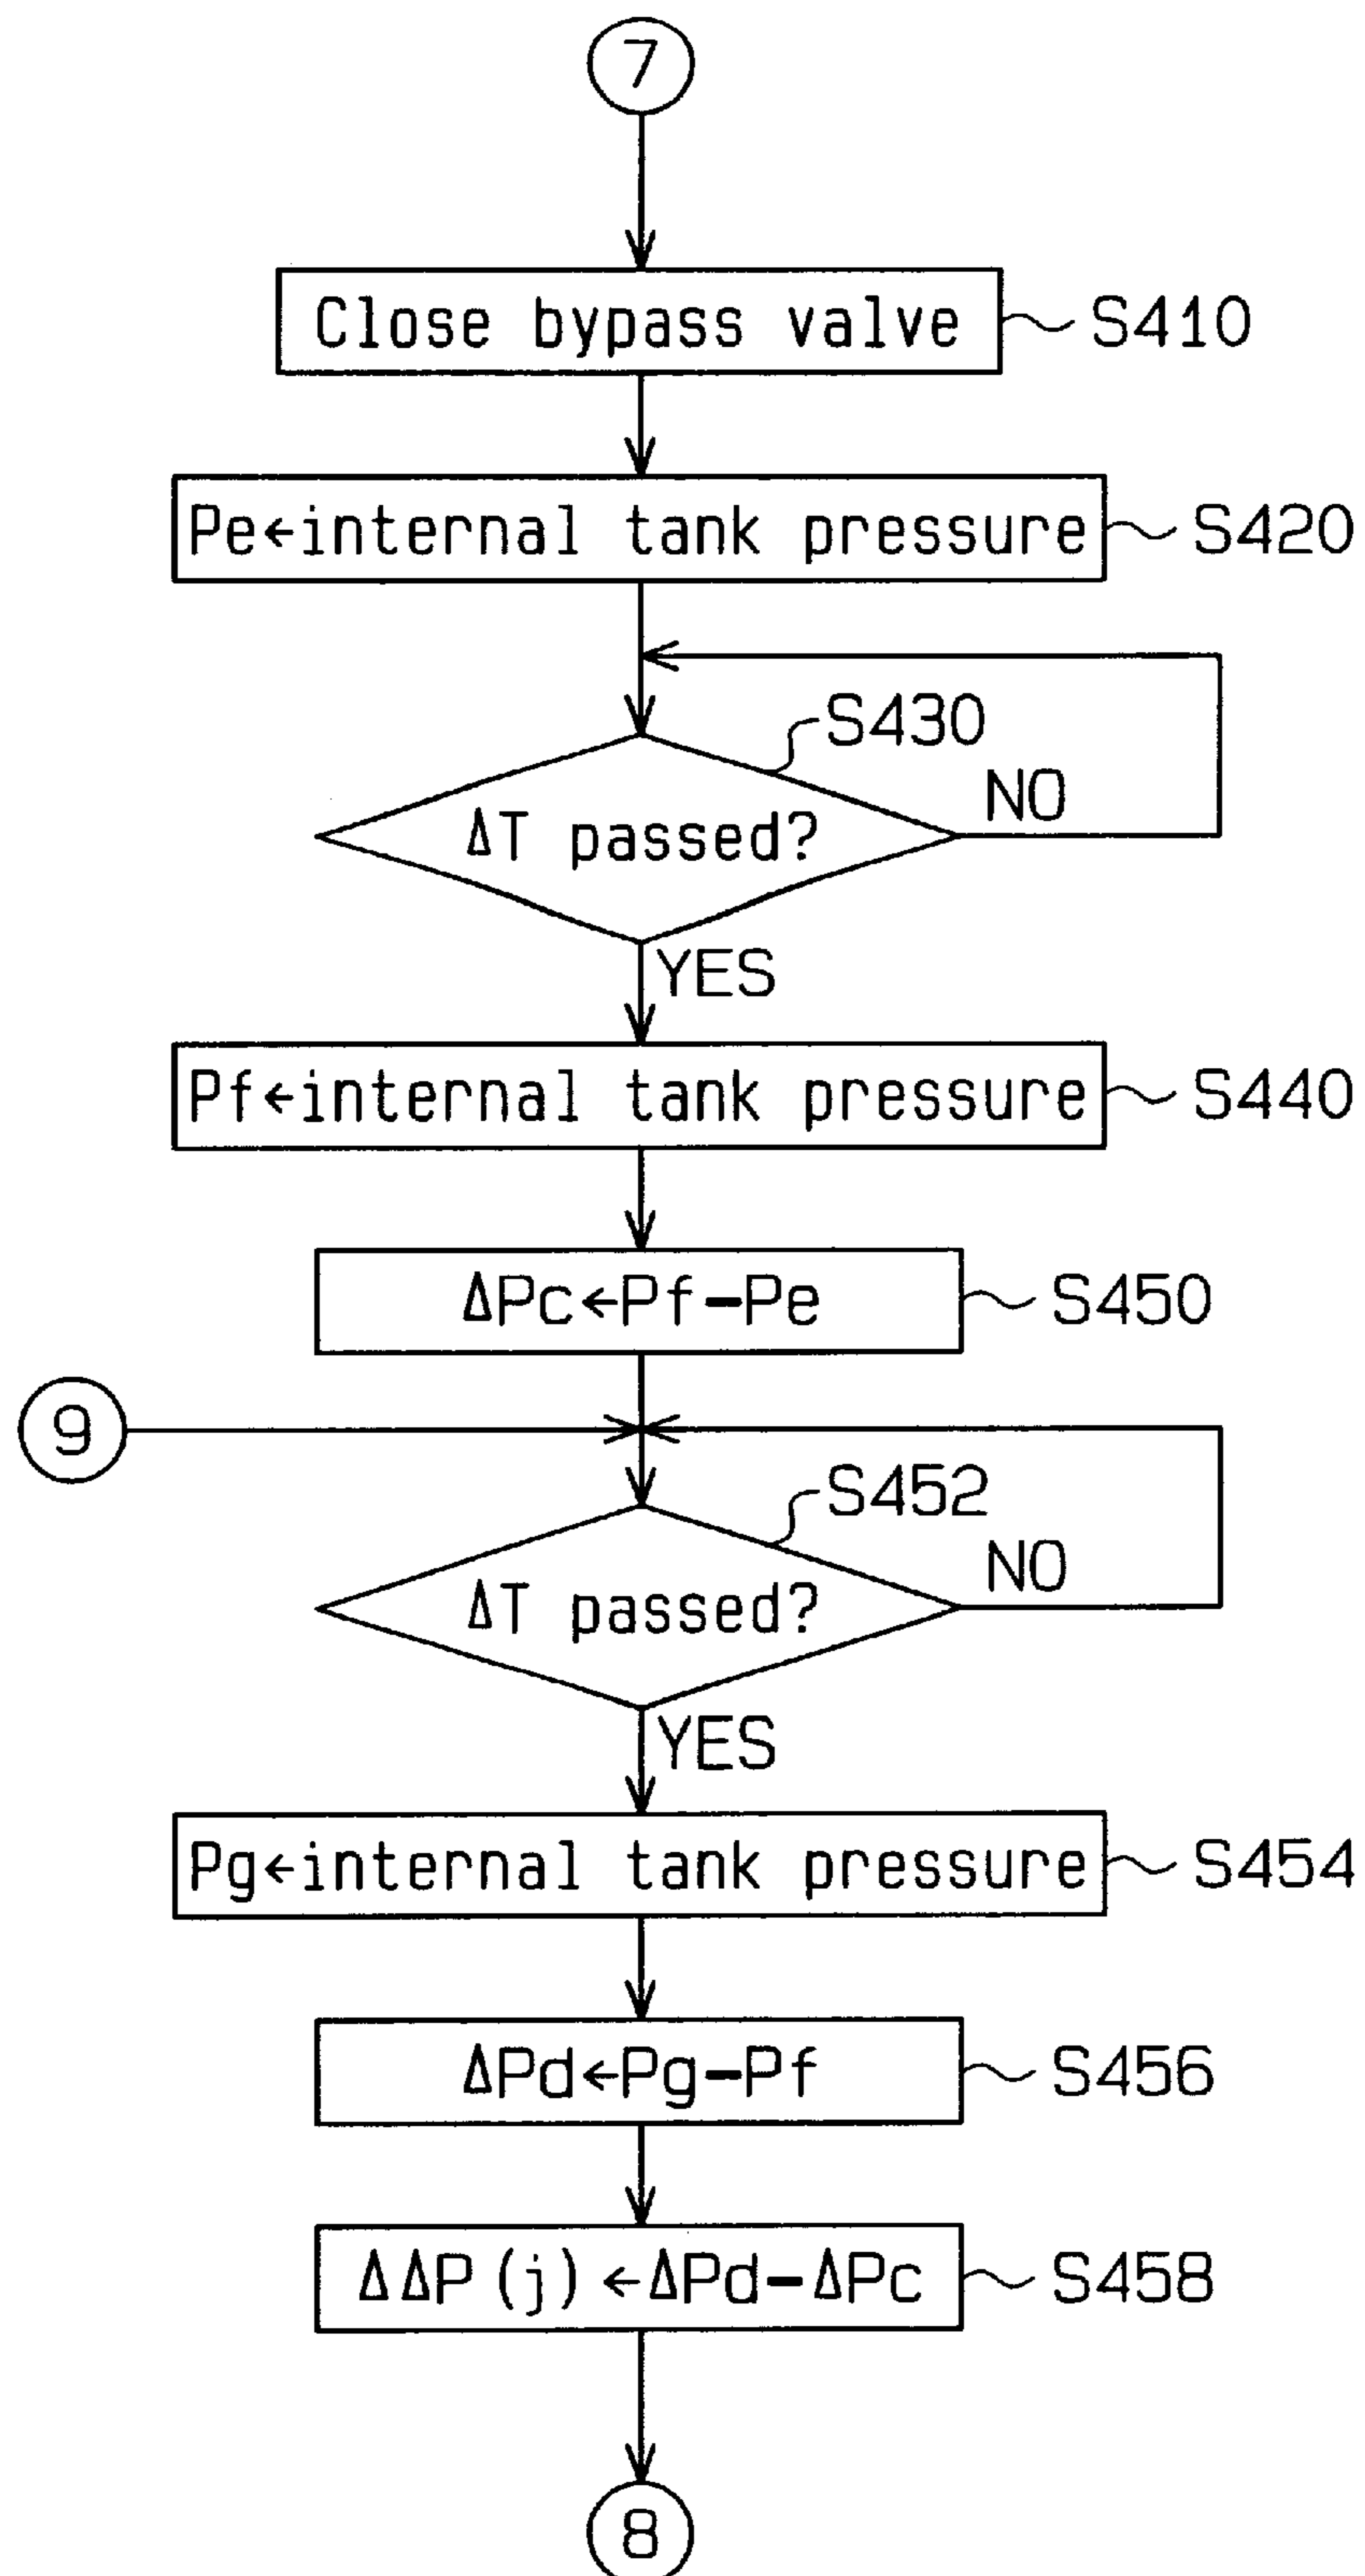 7
Close bypass valve
S410
Pe←internal tank pressure
S420
S430
ΔT passed?
NO
YES
Pf←internal tank pressure
S440
ΔPc←Pf-Pe
S450
9
S452
ΔT passed?
NO
YES
Pg←internal tank pressure
S454
ΔPd←Pg-Pf
S456
ΔΔP(j)←ΔPd-ΔPc
S458
8